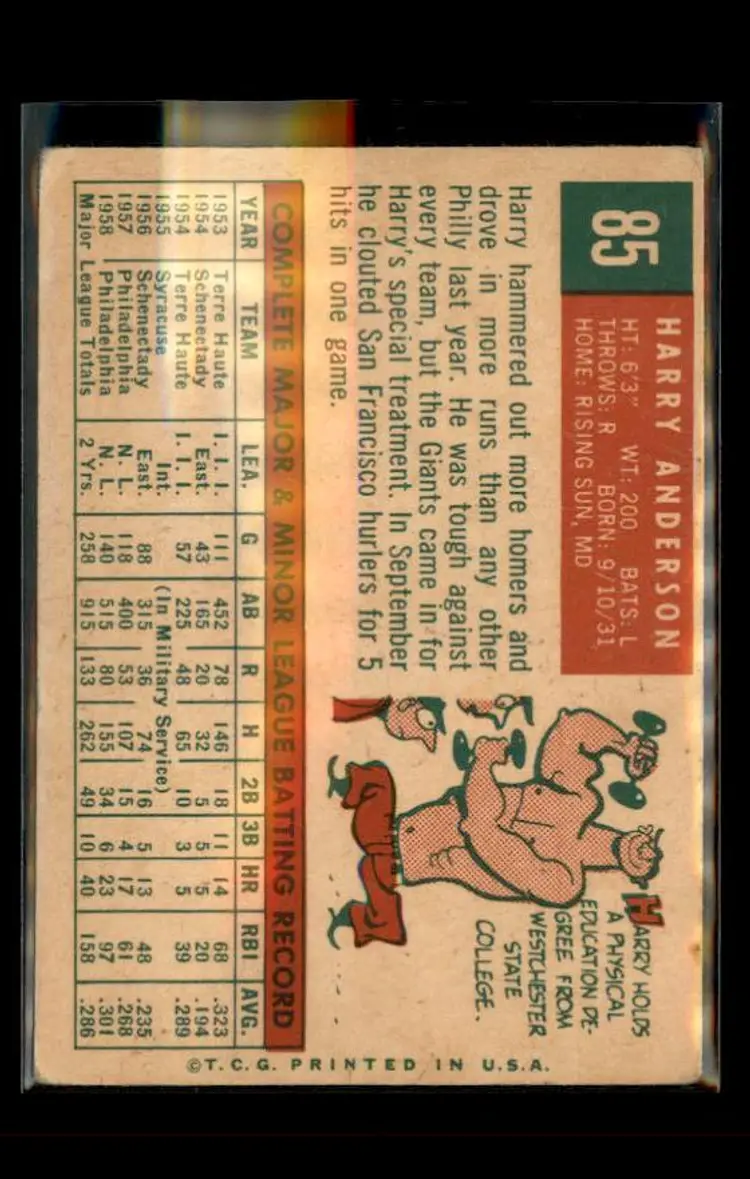 85
HARRY ANDERSON
HT: 6'3" WT: 200 BATS: L
THROWS: R BORN: 9/10/31
HOME: RISING SUN, MD
Harry hammered out more homers and
drove in more runs than any other
Philly last year. He was tough against
every team, but the Giants came in for
Harry's special treatment. In September
he clouted San Francisco hurlers for 5
hits in one game.
HARRY HOLDS
A PHYSICAL
EDUCATION DE-
GREE FROM
WESTCHESTER
STATE
COLLEGE.
COMPLETE MAJOR & MINOR LEAGUE BATTING RECORD
YEAR TEAM LEA. G AB R H 2B 3B HR RBI AVG.
1953 Terre Haute I. I. I. 111 452 78 146 18 11 14 68 .323
1954 Schenectady East. 43 165 20 32 5 5 5 20 .194
1954 Terre Haute I. I. I. 57 225 48 65 10 3 5 39 .289
1955 Syracuse Int. (In Military Service)
1956 Schenectady East. 88 315 36 74 16 5 13 48 .235
1957 Philadelphia N. L. 118 400 53 107 15 4 17 61 .268
1958 Philadelphia N. L. 140 515 80 155 34 6 23 97 .301
Major League Totals 2 Yrs. 258 915 133 262 49 10 40 158 .286
©T.C.G. PRINTED IN U.S.A.